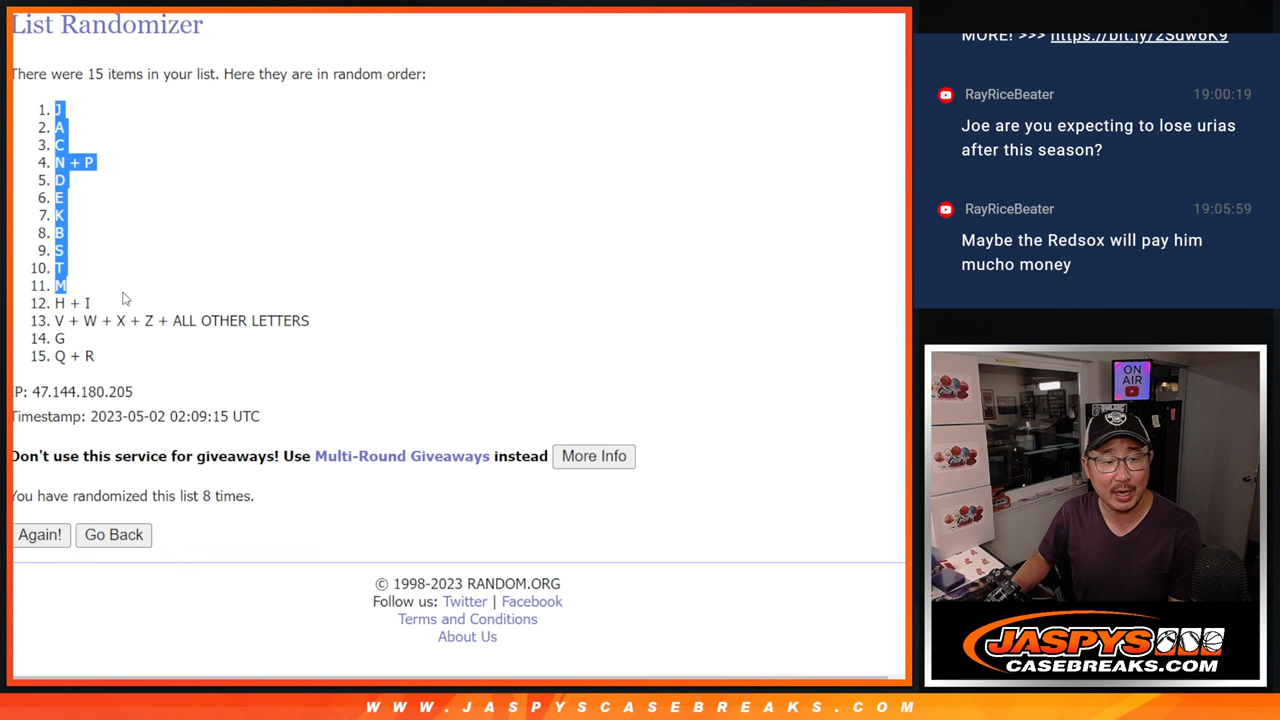 List Randomizer
There were 15 items in your list. Here they are in random order:
1. J
2. A
3. C
4. N + P
5. D
6. E
7. K
8. B
9. S
10. T
11. M
12. H + I
13. V + W + X + Z + ALL OTHER LETTERS
14. G
15. Q + R
IP: 47.144.180.205
Timestamp: 2023-05-02 02:09:15 UTC
Don't use this service for giveaways! Use Multi-Round Giveaways instead More Info
You have randomized this list 8 times.
Again! Go Back
© 1998-2023 RANDOM.ORG
Follow us: Twitter | Facebook
Terms and Conditions
About Us
MORE! >>> https://bit.ly/2Sdw6K9
RayRiceBeater 19:00:19
Joe are you expecting to lose urias
after this season?
RayRiceBeater 19:05:59
Maybe the Redsox will pay him
mucho money
ON
AIR
JASPYS
CASEBREAKS.COM
WWW.JASPYSCASEBREAKS.COM